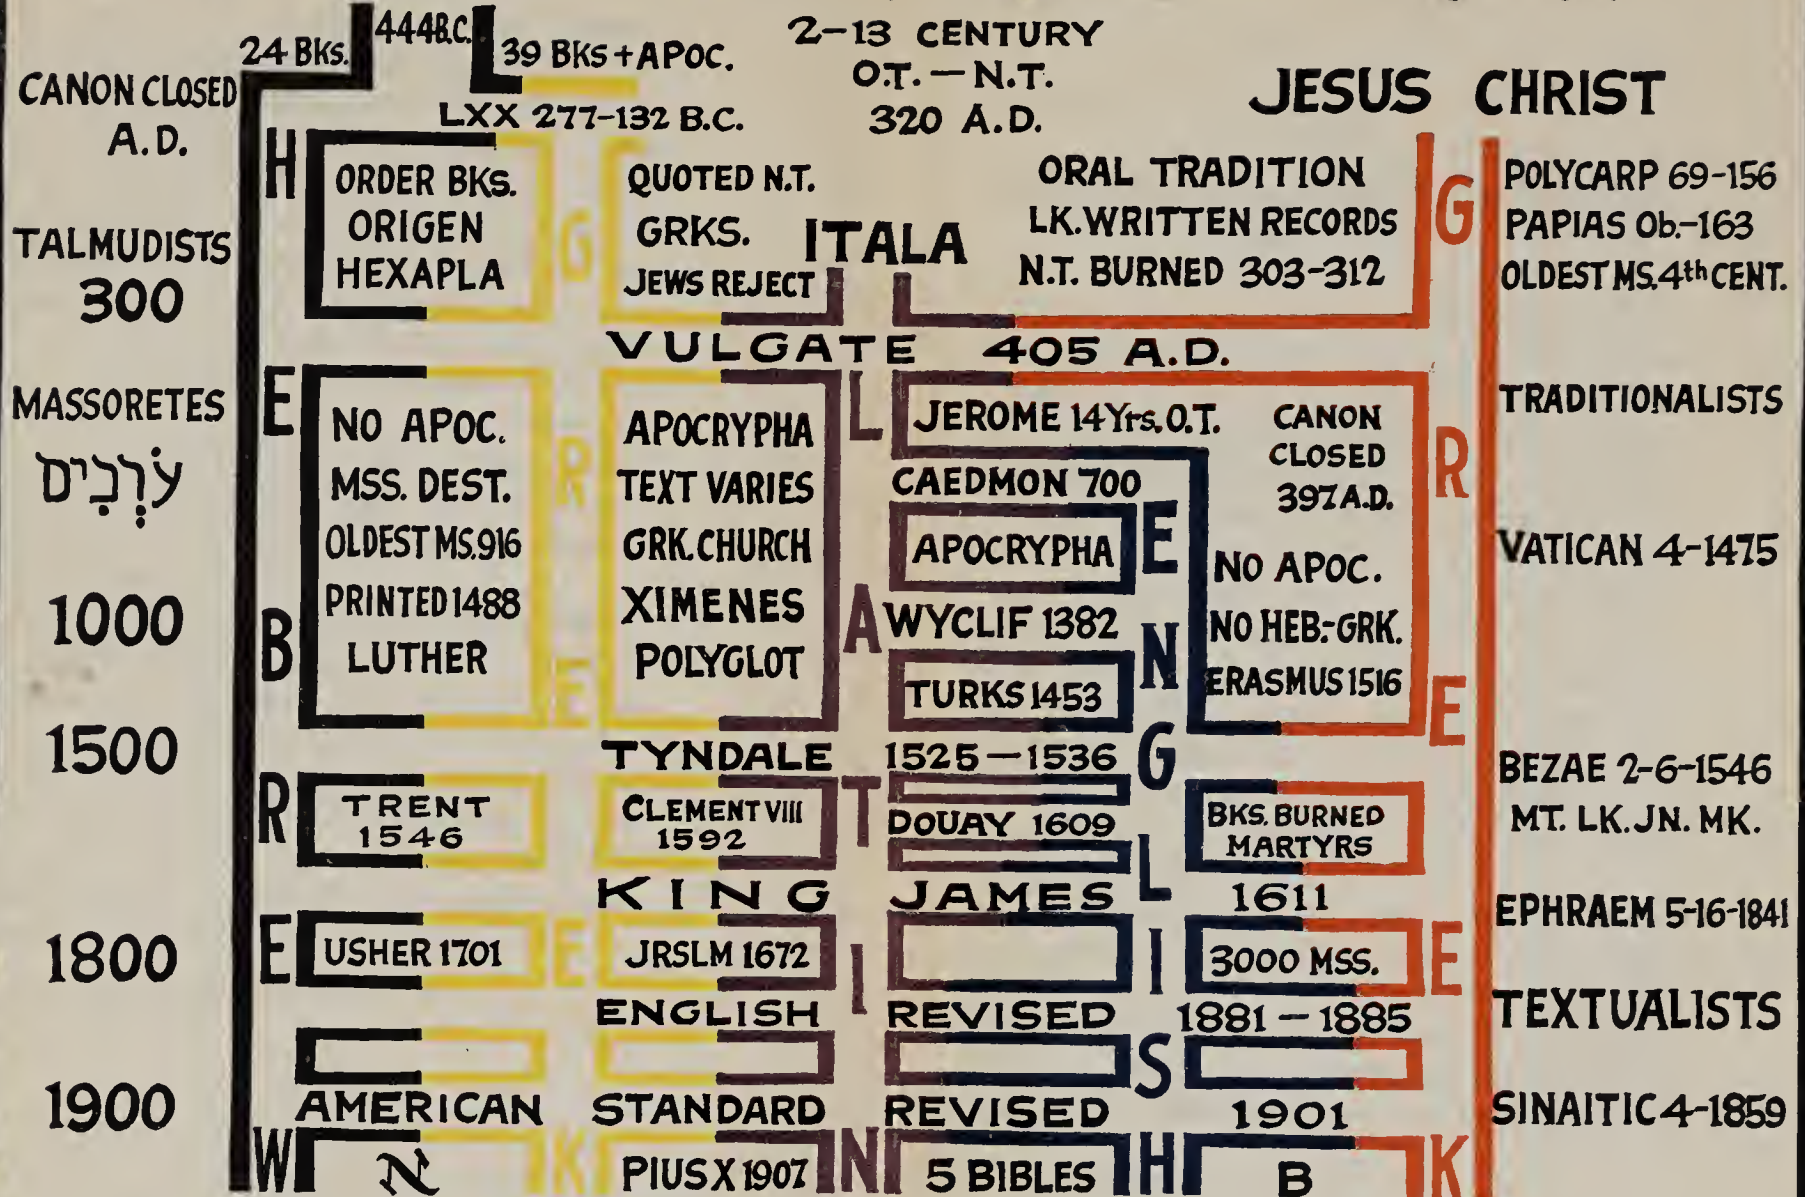 444 B.C.
24 BKS.
39 BKS + APOC.
CANON CLOSED
A.D.
LXX 277-132 B.C.
2-13 CENTURY
O.T. — N.T.
320 A.D.
JESUS CHRIST
TALMUDISTS
300
MASSORETES
1000
1500
1800
1900
HEBREW
ORDER BKS.
ORIGEN
HEXAPLA
GREEK
QUOTED N.T.
GRKS.
JEWS REJECT
ITALA
ORAL TRADITION
LK. WRITTEN RECORDS
N.T. BURNED 303-312
GREEK
POLYCARP 69-156
PAPIAS Ob.-163
OLDEST MS. 4th CENT.
VULGATE 405 A.D.
NO APOC.
MSS. DEST.
OLDEST MS. 916
PRINTED 1488
LUTHER
APOCRYPHA
TEXT VARIES
GRK. CHURCH
XIMENES
POLYGLOT
LATIN
JEROME 14 Yrs. O.T.
CAEDMON 700
APOCRYPHA
WYCLIF 1382
TURKS 1453
ENGLISH
CANON
CLOSED
397 A.D.
NO APOC.
NO HEB.-GRK.
ERASMUS 1516
TRADITIONALISTS
VATICAN 4-1475
TYNDALE 1525—1536
TRENT
1546
CLEMENT VIII
1592
DOUAY 1609
BKS. BURNED
MARTYRS
BEZAE 2-6-1546
MT. LK. JN. MK.
KING JAMES 1611
EPHRAEM 5-16-1841
USHER 1701
JRSLM 1672
3000 MSS.
TEXTUALISTS
ENGLISH REVISED 1881—1885
AMERICAN STANDARD REVISED 1901
SINAITIC 4-1859
א
PIUS X 1907
5 BIBLES
B